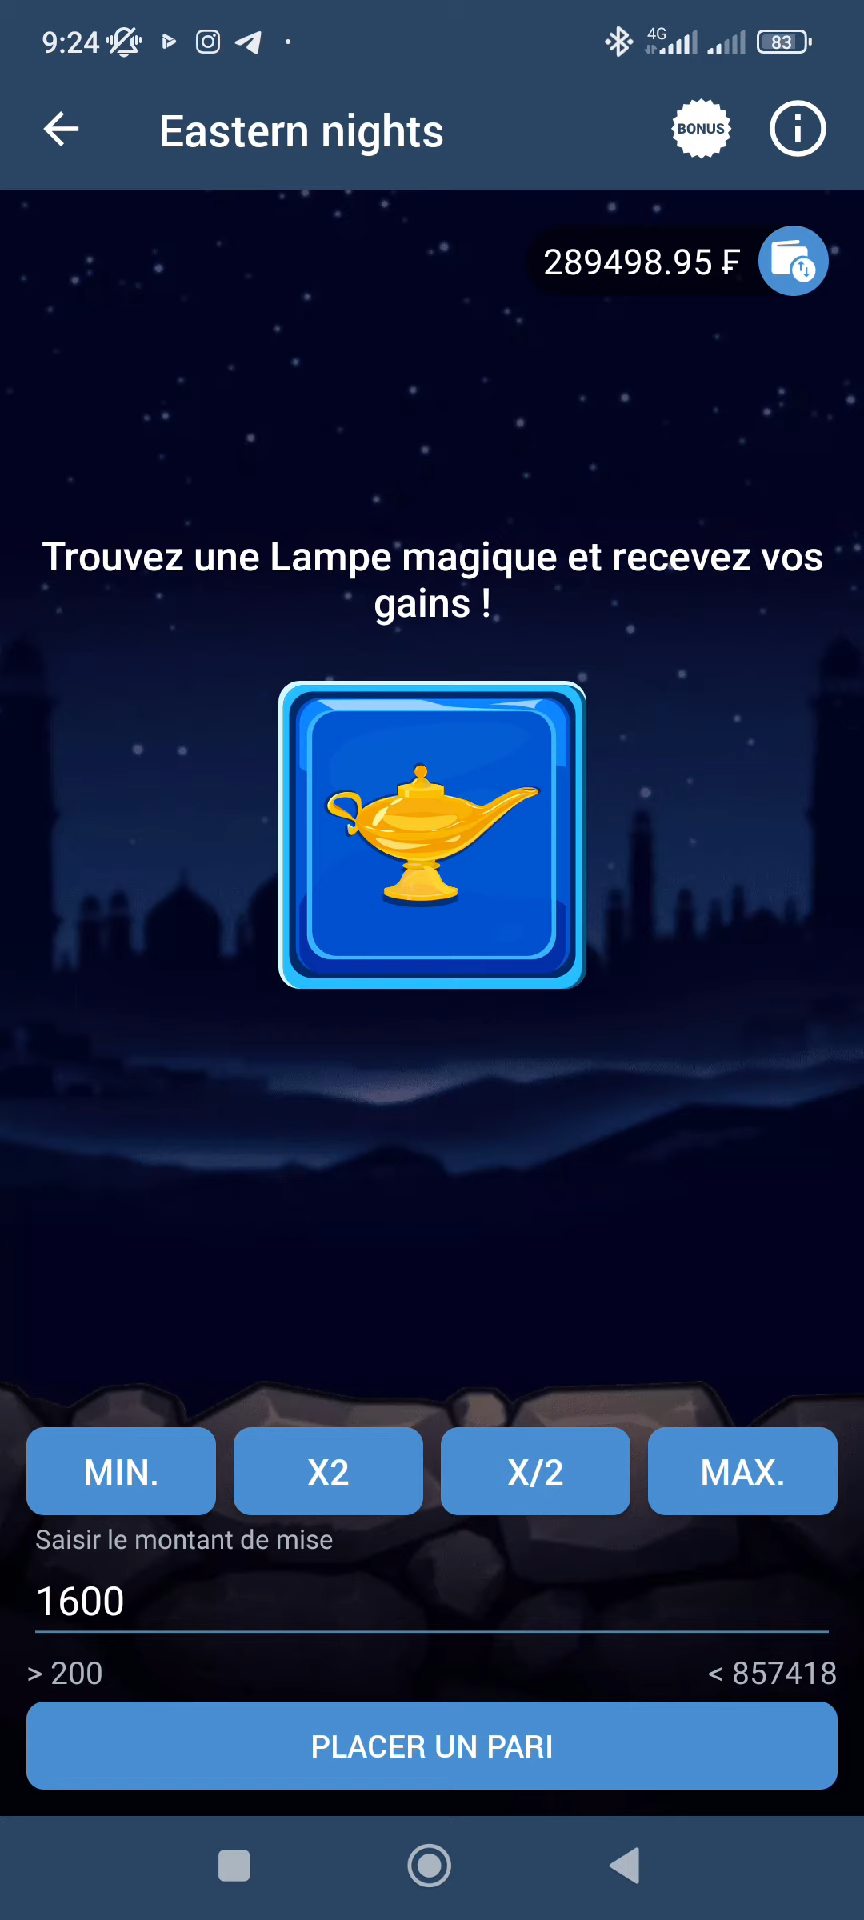 9:24
4G
83
Eastern nights
BONUS
289498.95 ₣
Trouvez une Lampe magique et recevez vos
gains !
MIN.
X2
X/2
MAX.
Saisir le montant de mise
1600
> 200
< 857418
PLACER UN PARI